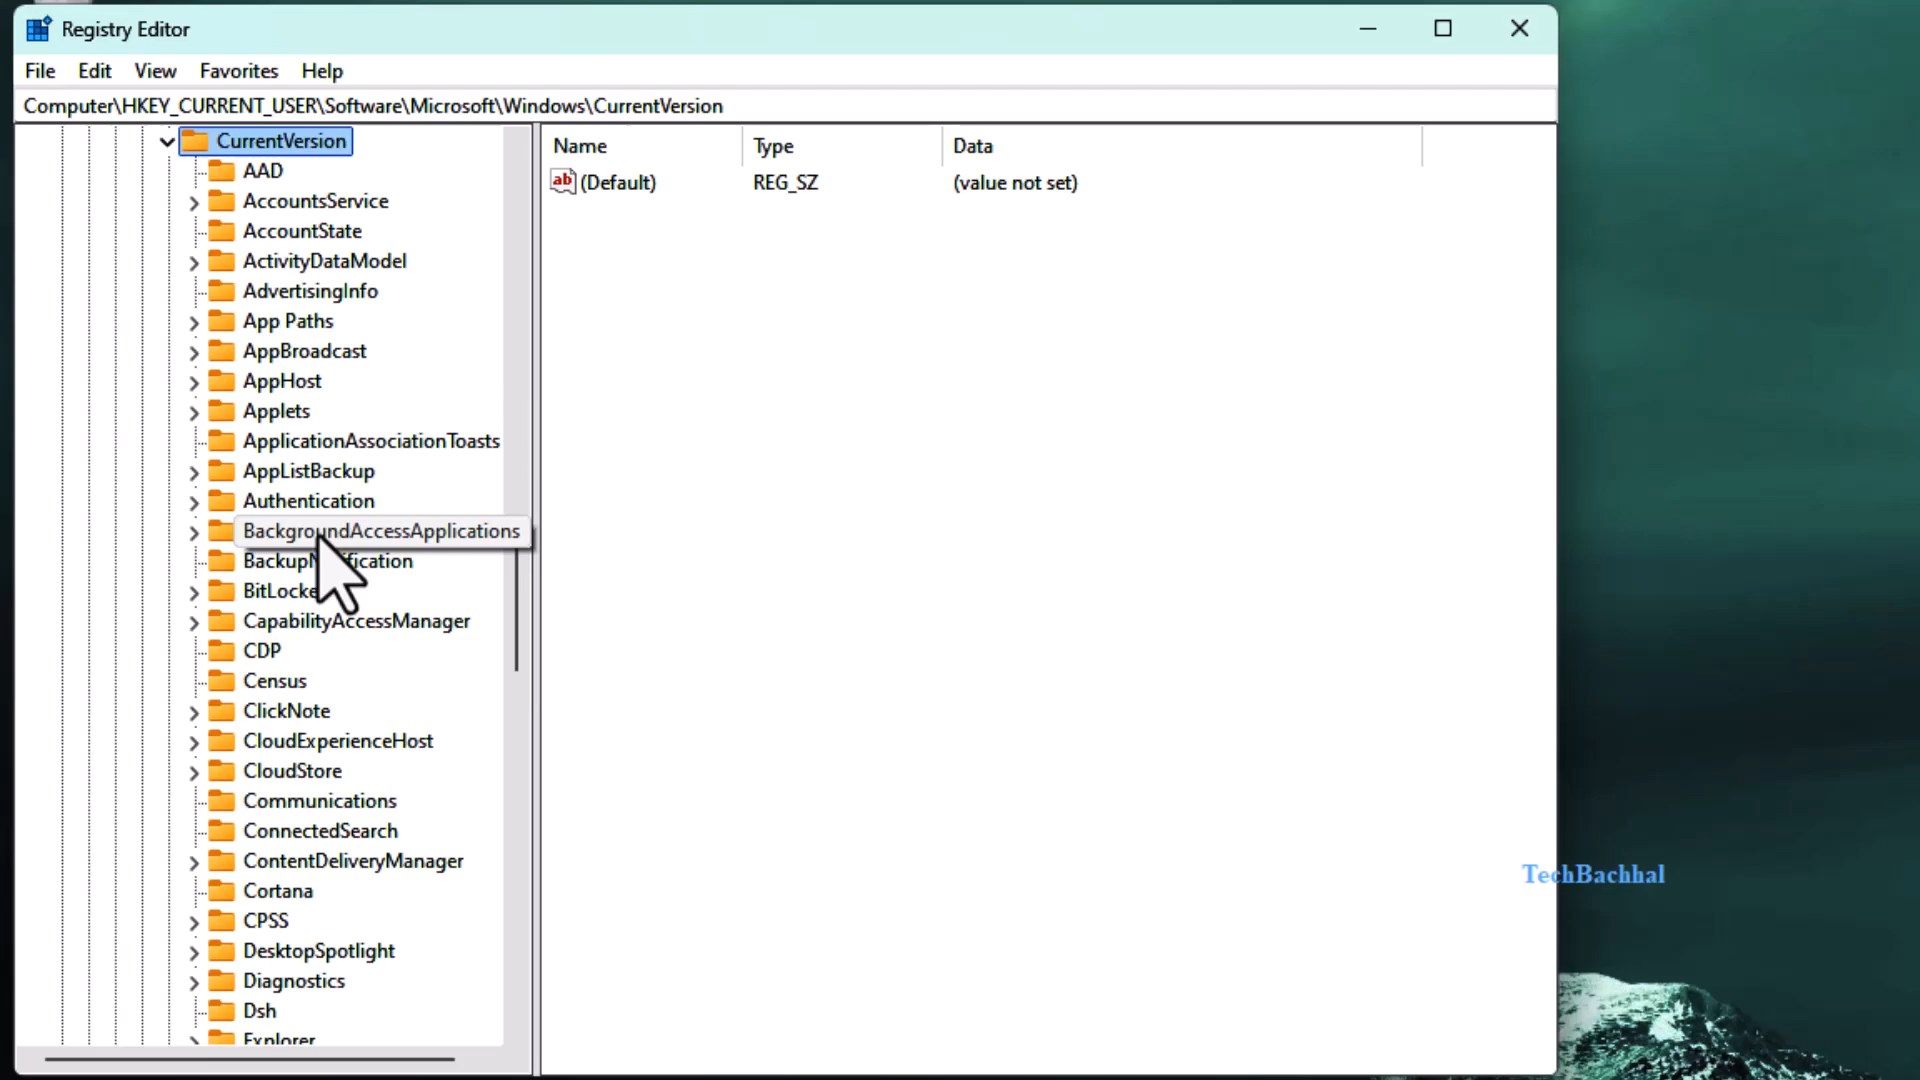 Registry Editor
File Edit View Favorites Help
Computer\HKEY_CURRENT_USER\Software\Microsoft\Windows\CurrentVersion
CurrentVersion
AAD
AccountsService
AccountState
ActivityDataModel
AdvertisingInfo
App Paths
AppBroadcast
AppHost
Applets
ApplicationAssociationToasts
AppListBackup
Authentication
BackgroundAccessApplications
CapabilityAccessManager
CDP
Census
ClickNote
CloudExperienceHost
CloudStore
Communications
ConnectedSearch
ContentDeliveryManager
Cortana
CPSS
DesktopSpotlight
Diagnostics
Dsh
Explorer
Name Type Data
ab (Default) REG_SZ (value not set)
TechBachhal